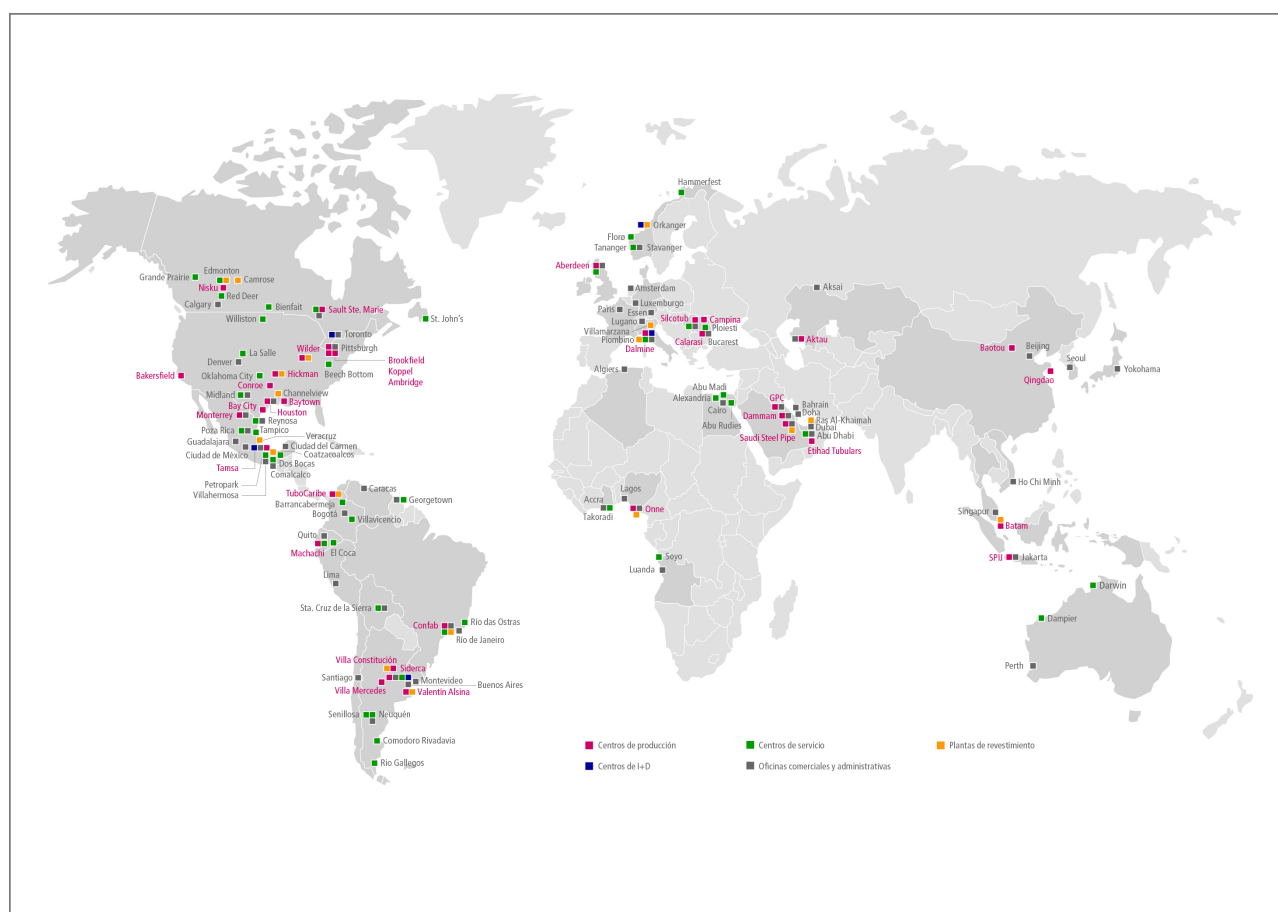 Hammerfest
Orkanger
Florø
Tananger
Stavanger
Aberdeen
Amsterdam
Aksai
Edmonton
Grande Prairie
Camrose
Nisku
Red Deer
Calgary
Bienfait
Sault Ste. Marie
Williston
St. John's
Luxemburgo
Paris
Essen
Lugano
Silcotub
Campina
Villamarzana
Ploiesti
Piombino
Dalmine
Calarasi
Bucarest
Toronto
Aktau
Wilder
Pittsburgh
Baotou
Beijing
La Salle
Denver
Brookfield
Koppel
Ambridge
Seoul
Yokohama
Algiers
Bakersfield
Oklahoma City
Hickman
Beech Bottom
Qingdao
Conroe
Midland
Channelview
Abu Madi
Alexandria
GPC
Bahrain
Bay City
Baytown
Houston
Cairo
Doha
Monterrey
Reynosa
Dammam
Ras Al-Khaimah
Abu Rudies
Dubai
Poza Rica
Tampico
Saudi Steel Pipe
Abu Dhabi
Guadalajara
Veracruz
Ciudad del Carmen
Etihad Tubulars
Ciudad de Mèxico
Coatzacoalcos
Tamsa
Dos Bocas
Comalcalco
Petropark
Villahermosa
Ho Chi Minh
TuboCaribe
Caracas
Lagos
Barrancabermeja
Georgetown
Accra
Onne
Bogotá
Villavicencio
Takoradi
Singapur
Batam
Quito
Machachi
El Coca
Soyo
SPIJ
Jakarta
Luanda
Lima
Darwin
Sta. Cruz de la Sierra
Dampier
Confab
Río das Ostras
Río de Janeiro
Villa Constitución
Siderca
Perth
Santiago
Montevideo
Buenos Aires
Villa Mercedes
Valentín Alsina
Senillosa
Neuquén
Comodoro Rivadavia
Río Gallegos
Centros de producción
Centros de servicio
Plantas de revestimiento
Centros de I+D
Oficinas comerciales y administrativas